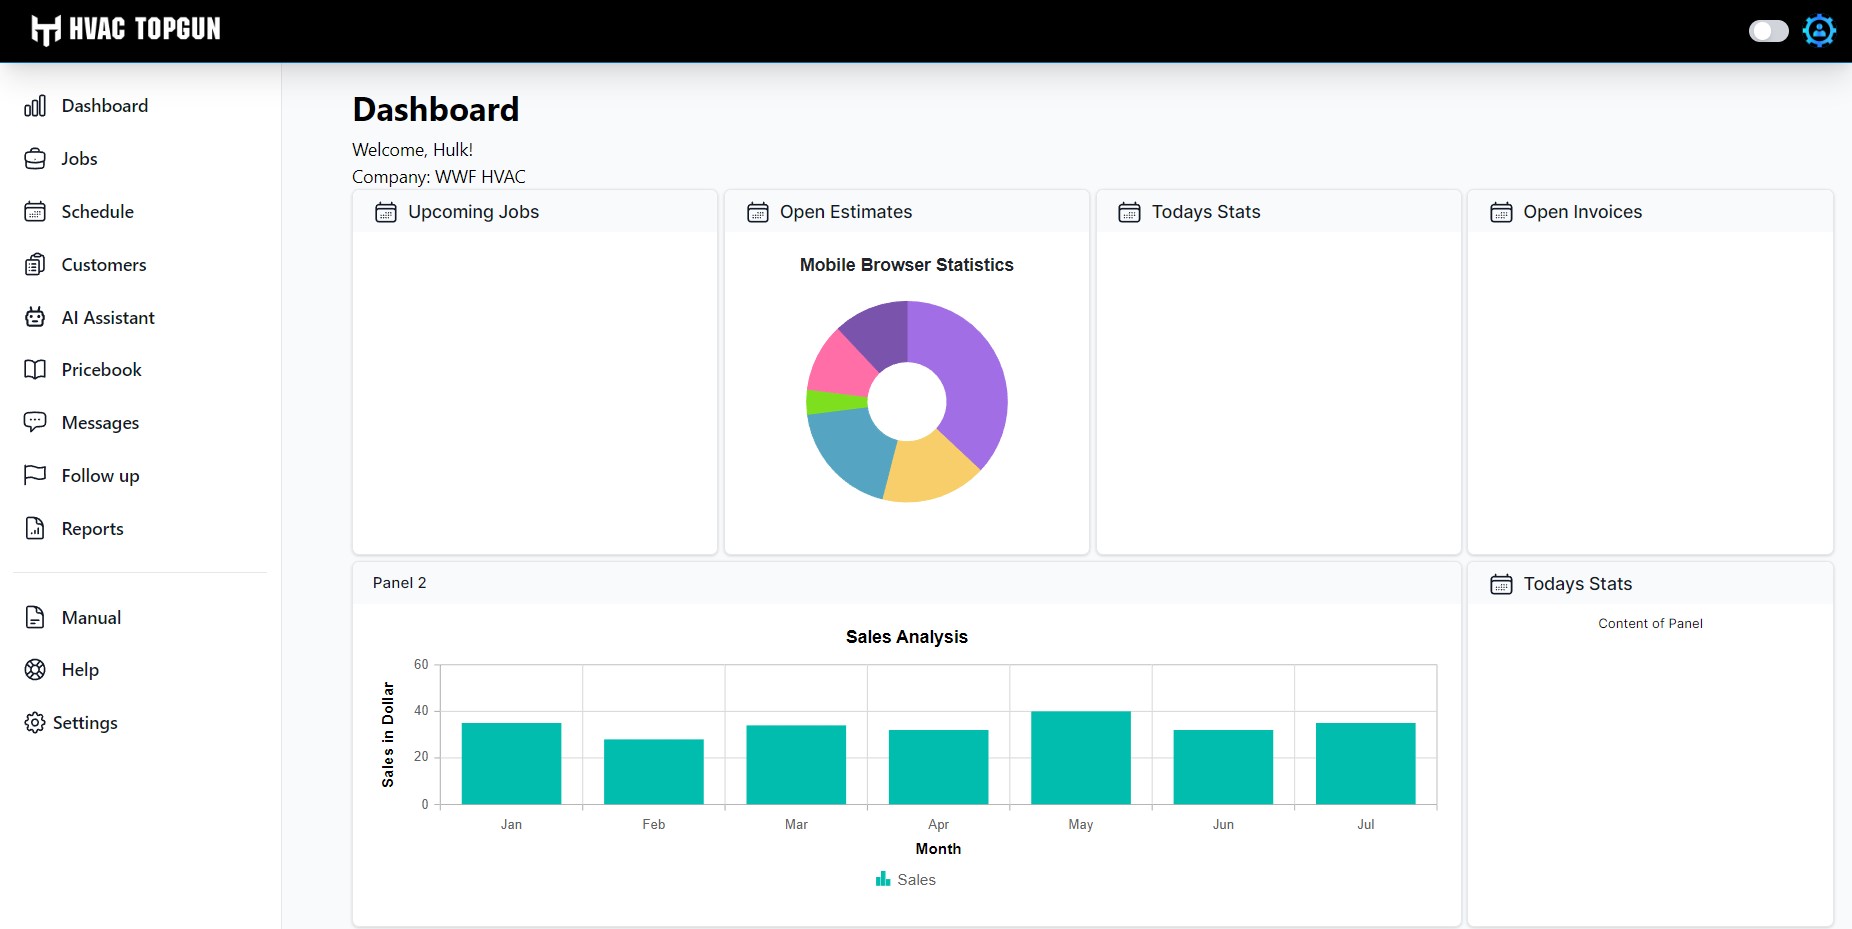 HVAC TOPGUN
Dashboard
Jobs
Schedule
Customers
AI Assistant
Pricebook
Messages
Follow up
Reports
Manual
Help
Settings
Dashboard
Welcome, Hulk!
Company: WWF HVAC
Upcoming Jobs
Open Estimates
Mobile Browser Statistics
Todays Stats
Open Invoices
Panel 2
Sales Analysis
Sales in Dollar
60
40
20
0
Jan Feb Mar Apr May Jun Jul
Month
Sales
Todays Stats
Content of Panel